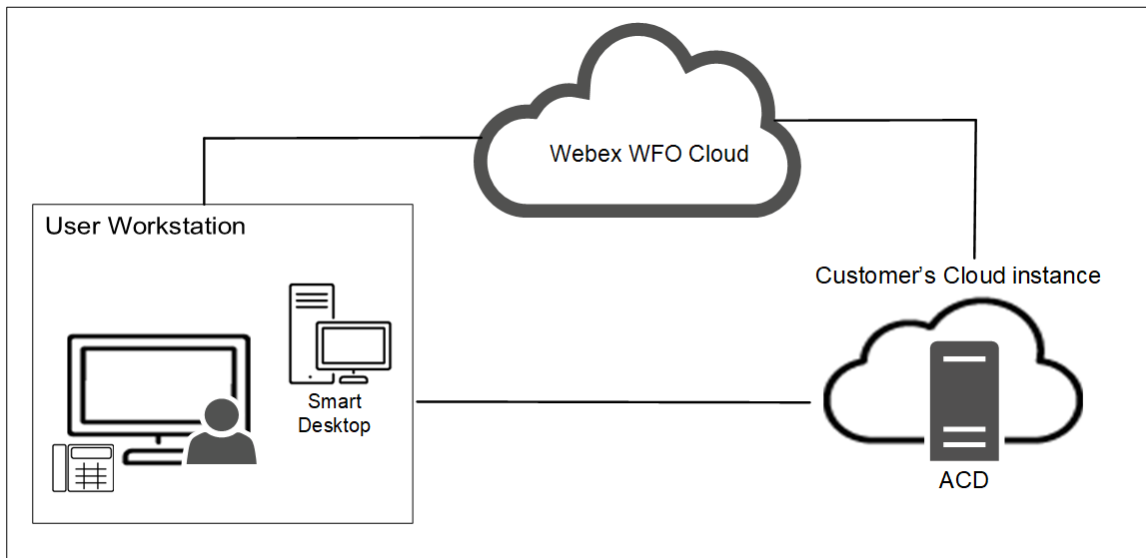 Webex WFO Cloud
User Workstation
Customer’s Cloud instance
Smart
Desktop
ACD